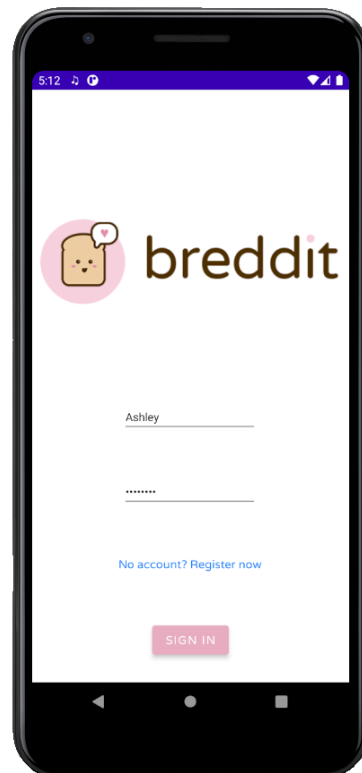 5:12
breddit
Ashley
••••••••
No account? Register now
SIGN IN